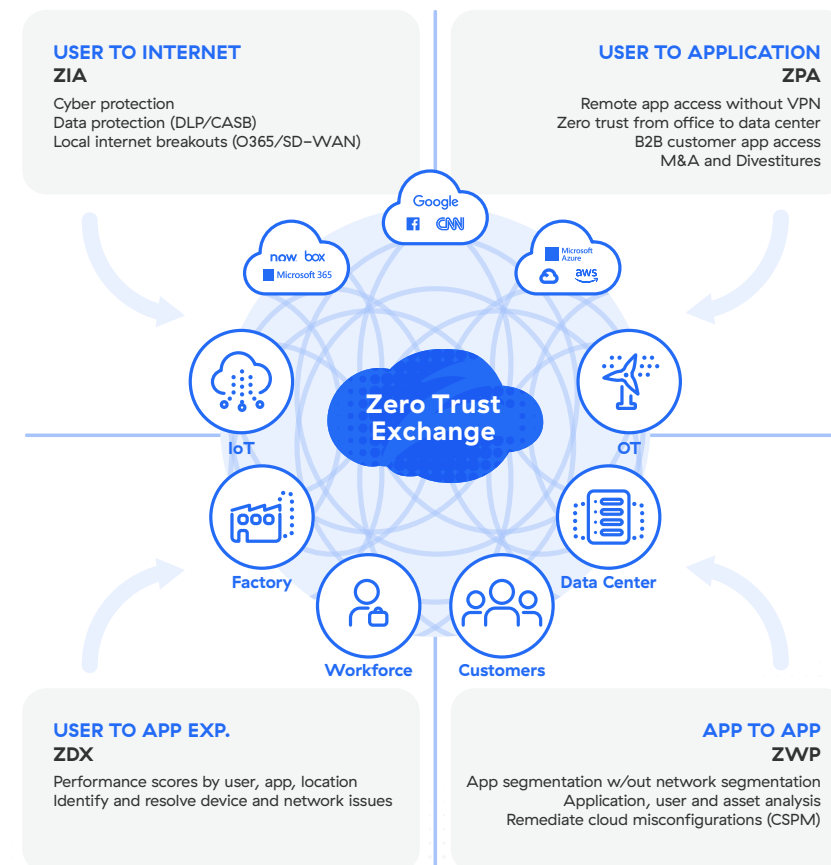 USER TO INTERNET
ZIA
Cyber protection
Data protection (DLP/CASB)
Local internet breakouts (O365/SD-WAN)
USER TO APPLICATION
ZPA
Remote app access without VPN
Zero trust from office to data center
B2B customer app access
M&A and Divestitures
Google
CNN
now box
Microsoft 365
Microsoft
Azure
aws
Zero Trust
Exchange
IoT
OT
Factory
Data Center
Workforce
Customers
USER TO APP EXP.
ZDX
Performance scores by user, app, location
Identify and resolve device and network issues
APP TO APP
ZWP
App segmentation w/out network segmentation
Application, user and asset analysis
Remediate cloud misconfigurations (CSPM)